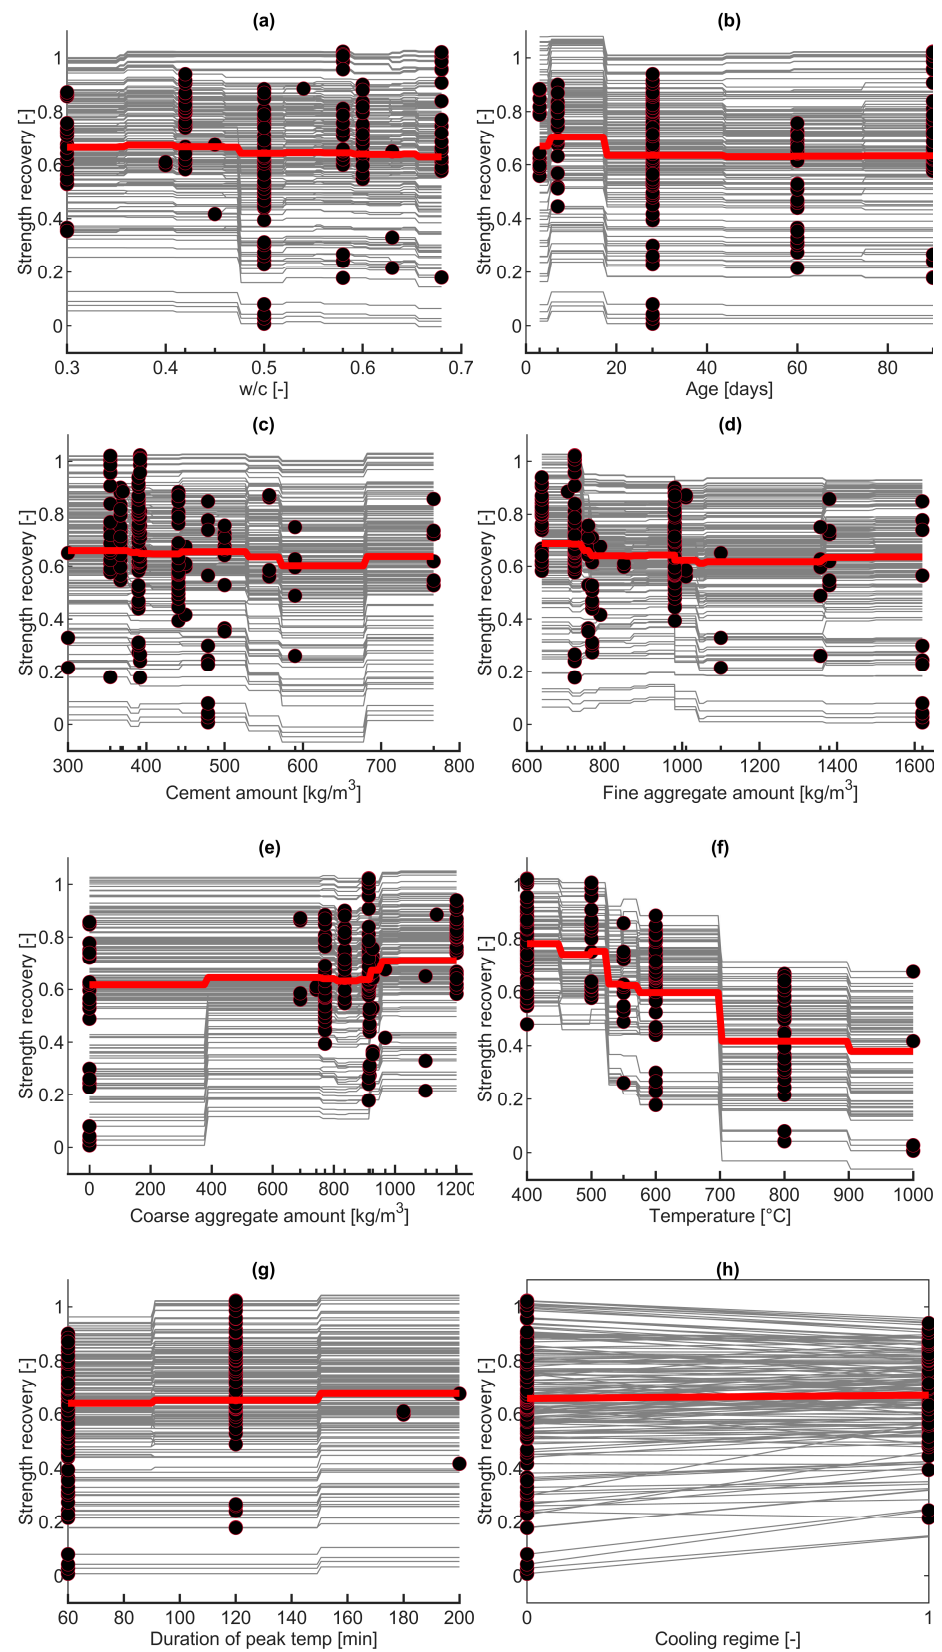 (a)
Strength recovery [-]
1
0.8
0.6
0.4
0.2
0
0.3 0.4 0.5 0.6 0.7
w/c [-]
(b)
Strength recovery [-]
1
0.8
0.6
0.4
0.2
0
0 20 40 60 80
Age [days]
(c)
Strength recovery [-]
1
0.8
0.6
0.4
0.2
0
300 400 500 600 700 800
Cement amount [kg/m³]
(d)
Strength recovery [-]
1
0.8
0.6
0.4
0.2
0
600 800 1000 1200 1400 1600
Fine aggregate amount [kg/m³]
(e)
Strength recovery [-]
1
0.8
0.6
0.4
0.2
0
0 200 400 600 800 1000 1200
Coarse aggregate amount [kg/m³]
(f)
Strength recovery [-]
1
0.8
0.6
0.4
0.2
0
400 500 600 700 800 900 1000
Temperature [°C]
(g)
Strength recovery [-]
1
0.8
0.6
0.4
0.2
0
60 80 100 120 140 160 180 200
Duration of peak temp [min]
(h)
Strength recovery [-]
1
0.8
0.6
0.4
0.2
0
0 1
Cooling regime [-]